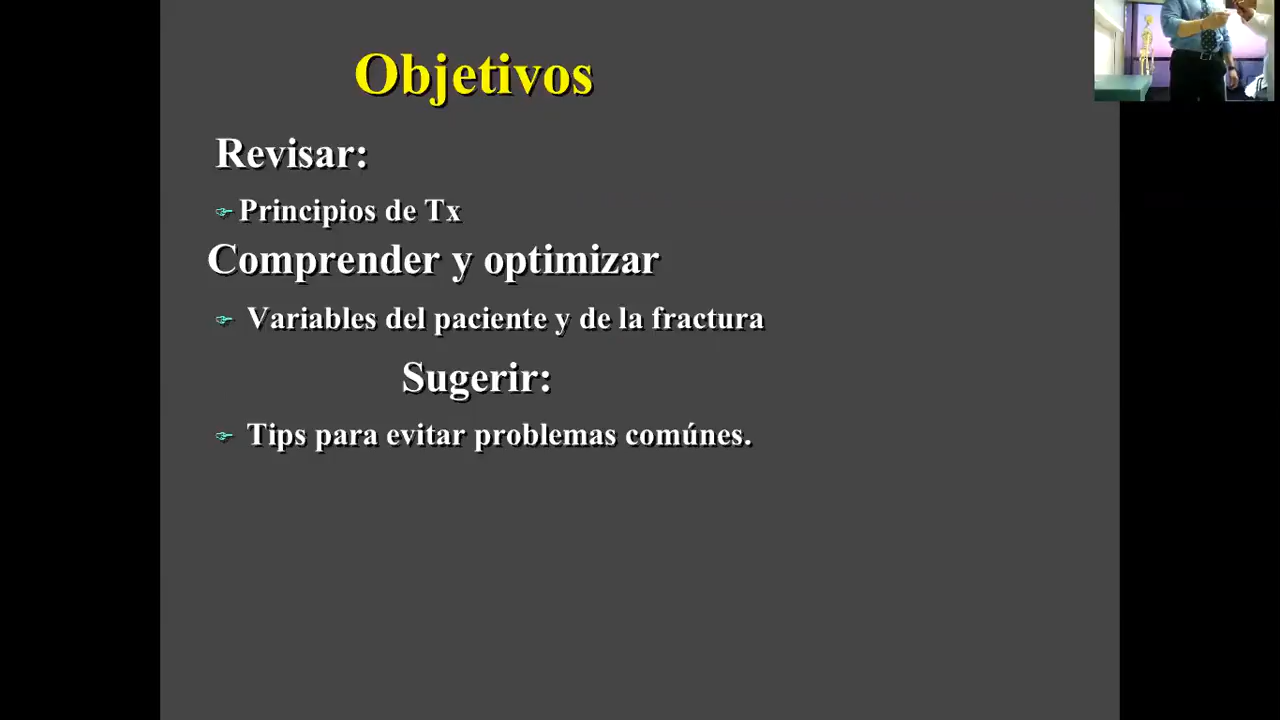 Objetivos
Revisar:
Principios de Tx
Comprender y optimizar
Variables del paciente y de la fractura
Sugerir:
Tips para evitar problemas comúnes.